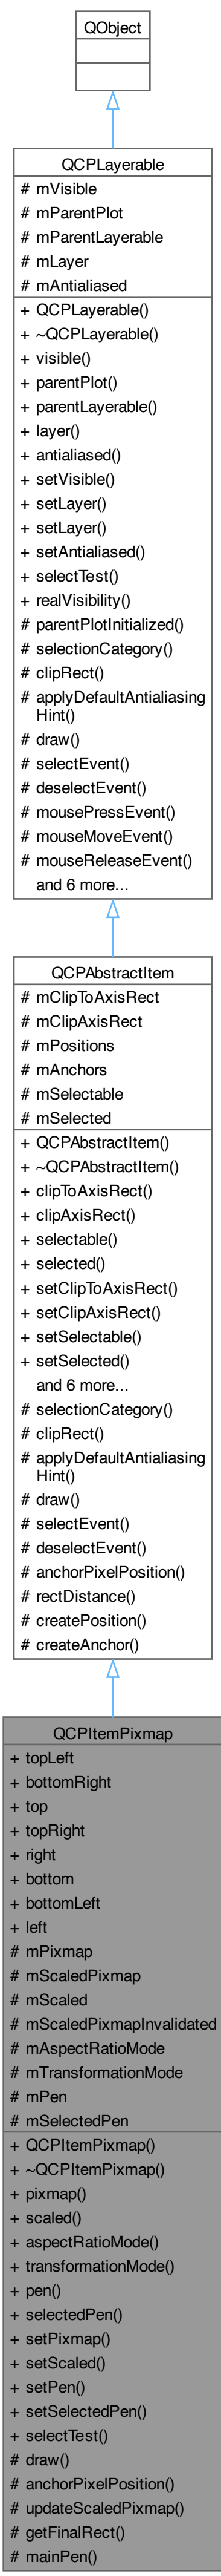 QObject
QCPLayerable
# mVisible
# mParentPlot
# mParentLayerable
# mLayer
# mAntialiased
+ QCPLayerable()
+ ~QCPLayerable()
+ visible()
+ parentPlot()
+ parentLayerable()
+ layer()
+ antialiased()
+ setVisible()
+ setLayer()
+ setLayer()
+ setAntialiased()
+ selectTest()
+ realVisibility()
# parentPlotInitialized()
# selectionCategory()
# clipRect()
# applyDefaultAntialiasing
Hint()
# draw()
# selectEvent()
# deselectEvent()
# mousePressEvent()
# mouseMoveEvent()
# mouseReleaseEvent()
and 6 more...
QCPAbstractItem
# mClipToAxisRect
# mClipAxisRect
# mPositions
# mAnchors
# mSelectable
# mSelected
+ QCPAbstractItem()
+ ~QCPAbstractItem()
+ clipToAxisRect()
+ clipAxisRect()
+ selectable()
+ selected()
+ setClipToAxisRect()
+ setClipAxisRect()
+ setSelectable()
+ setSelected()
and 6 more...
# selectionCategory()
# clipRect()
# applyDefaultAntialiasing
Hint()
# draw()
# selectEvent()
# deselectEvent()
# anchorPixelPosition()
# rectDistance()
# createPosition()
# createAnchor()
QCPItemPixmap
+ topLeft
+ bottomRight
+ top
+ topRight
+ right
+ bottom
+ bottomLeft
+ left
# mPixmap
# mScaledPixmap
# mScaled
# mScaledPixmapInvalidated
# mAspectRatioMode
# mTransformationMode
# mPen
# mSelectedPen
+ QCPItemPixmap()
+ ~QCPItemPixmap()
+ pixmap()
+ scaled()
+ aspectRatioMode()
+ transformationMode()
+ pen()
+ selectedPen()
+ setPixmap()
+ setScaled()
+ setPen()
+ setSelectedPen()
+ selectTest()
# draw()
# anchorPixelPosition()
# updateScaledPixmap()
# getFinalRect()
# mainPen()